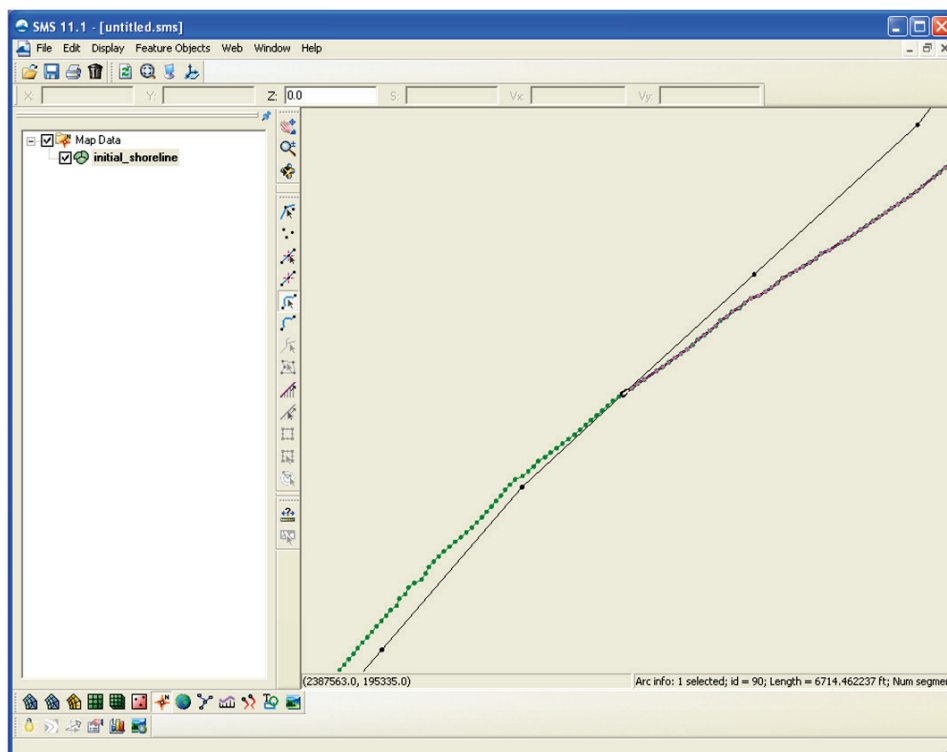 SMS 11.1 - [untitled.sms]
File Edit Display Feature Objects Web Window Help
X: Y: Z: 0.0 S: Vx: Vy:
Map Data
initial_shoreline
(2387563.0, 195335.0) Arc info: 1 selected; id = 90; Length = 6714.462237 ft; Num segmen